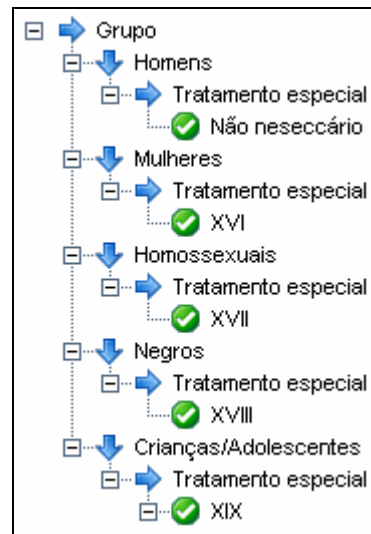 Grupo
Homens
Tratamento especial
Não neseccário
Mulheres
Tratamento especial
XVI
Homossexuais
Tratamento especial
XVII
Negros
Tratamento especial
XVIII
Crianças/Adolescentes
Tratamento especial
XIX